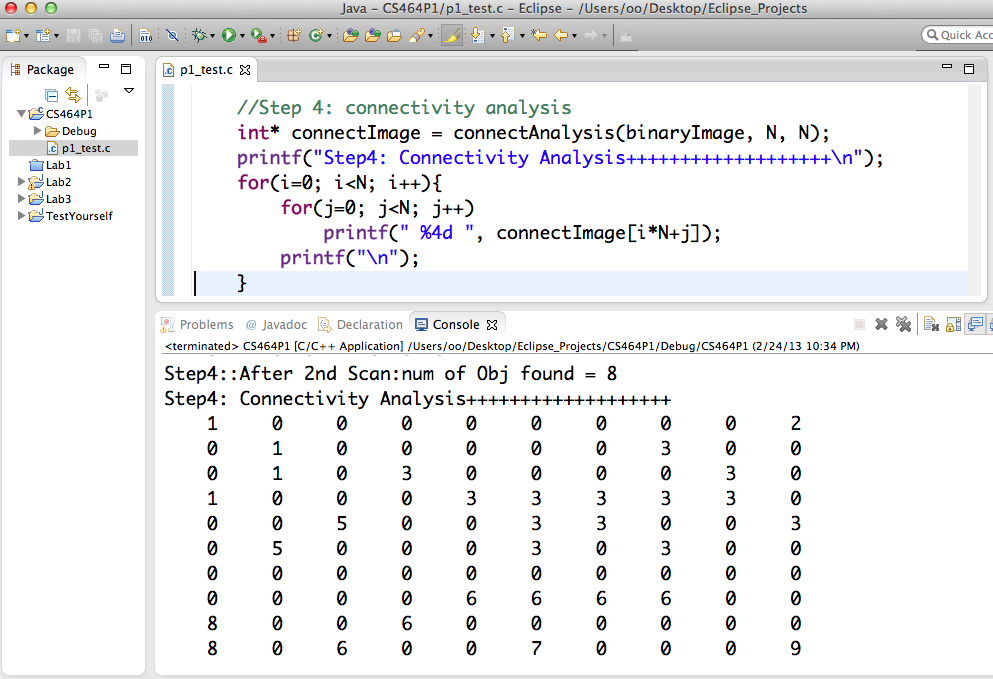 Java – CS464P1/p1_test.c – Eclipse – /Users/oo/Desktop/Eclipse_Projects
010
Quick Acc
Package
p1_test.c
CS464P1
Debug
p1_test.c
Lab1
Lab2
Lab3
TestYourself
//Step 4: connectivity analysis
int* connectImage = connectAnalysis(binaryImage, N, N);
printf("Step4: Connectivity Analysis+++++++++++++++++++\n");
for(i=0; i<N; i++){
for(j=0; j<N; j++)
printf(" %4d ", connectImage[i*N+j]);
printf("\n");
}
Problems @ Javadoc Declaration Console
<terminated> CS464P1 [C/C++ Application] /Users/oo/Desktop/Eclipse_Projects/CS464P1/Debug/CS464P1 (2/24/13 10:34 PM)
Step4::After 2nd Scan:num of Obj found = 8
Step4: Connectivity Analysis+++++++++++++++++++
1 0 0 0 0 0 0 0 0 2
0 1 0 0 0 0 0 3 0 0
0 1 0 3 0 0 0 0 3 0
1 0 0 0 3 3 3 3 3 0
0 0 5 0 0 3 3 0 0 3
0 5 0 0 0 3 0 3 0 0
0 0 0 0 0 0 0 0 0 0
0 0 0 0 6 6 6 6 0 0
8 0 0 6 0 0 0 0 0 0
8 0 6 0 0 7 0 0 0 9